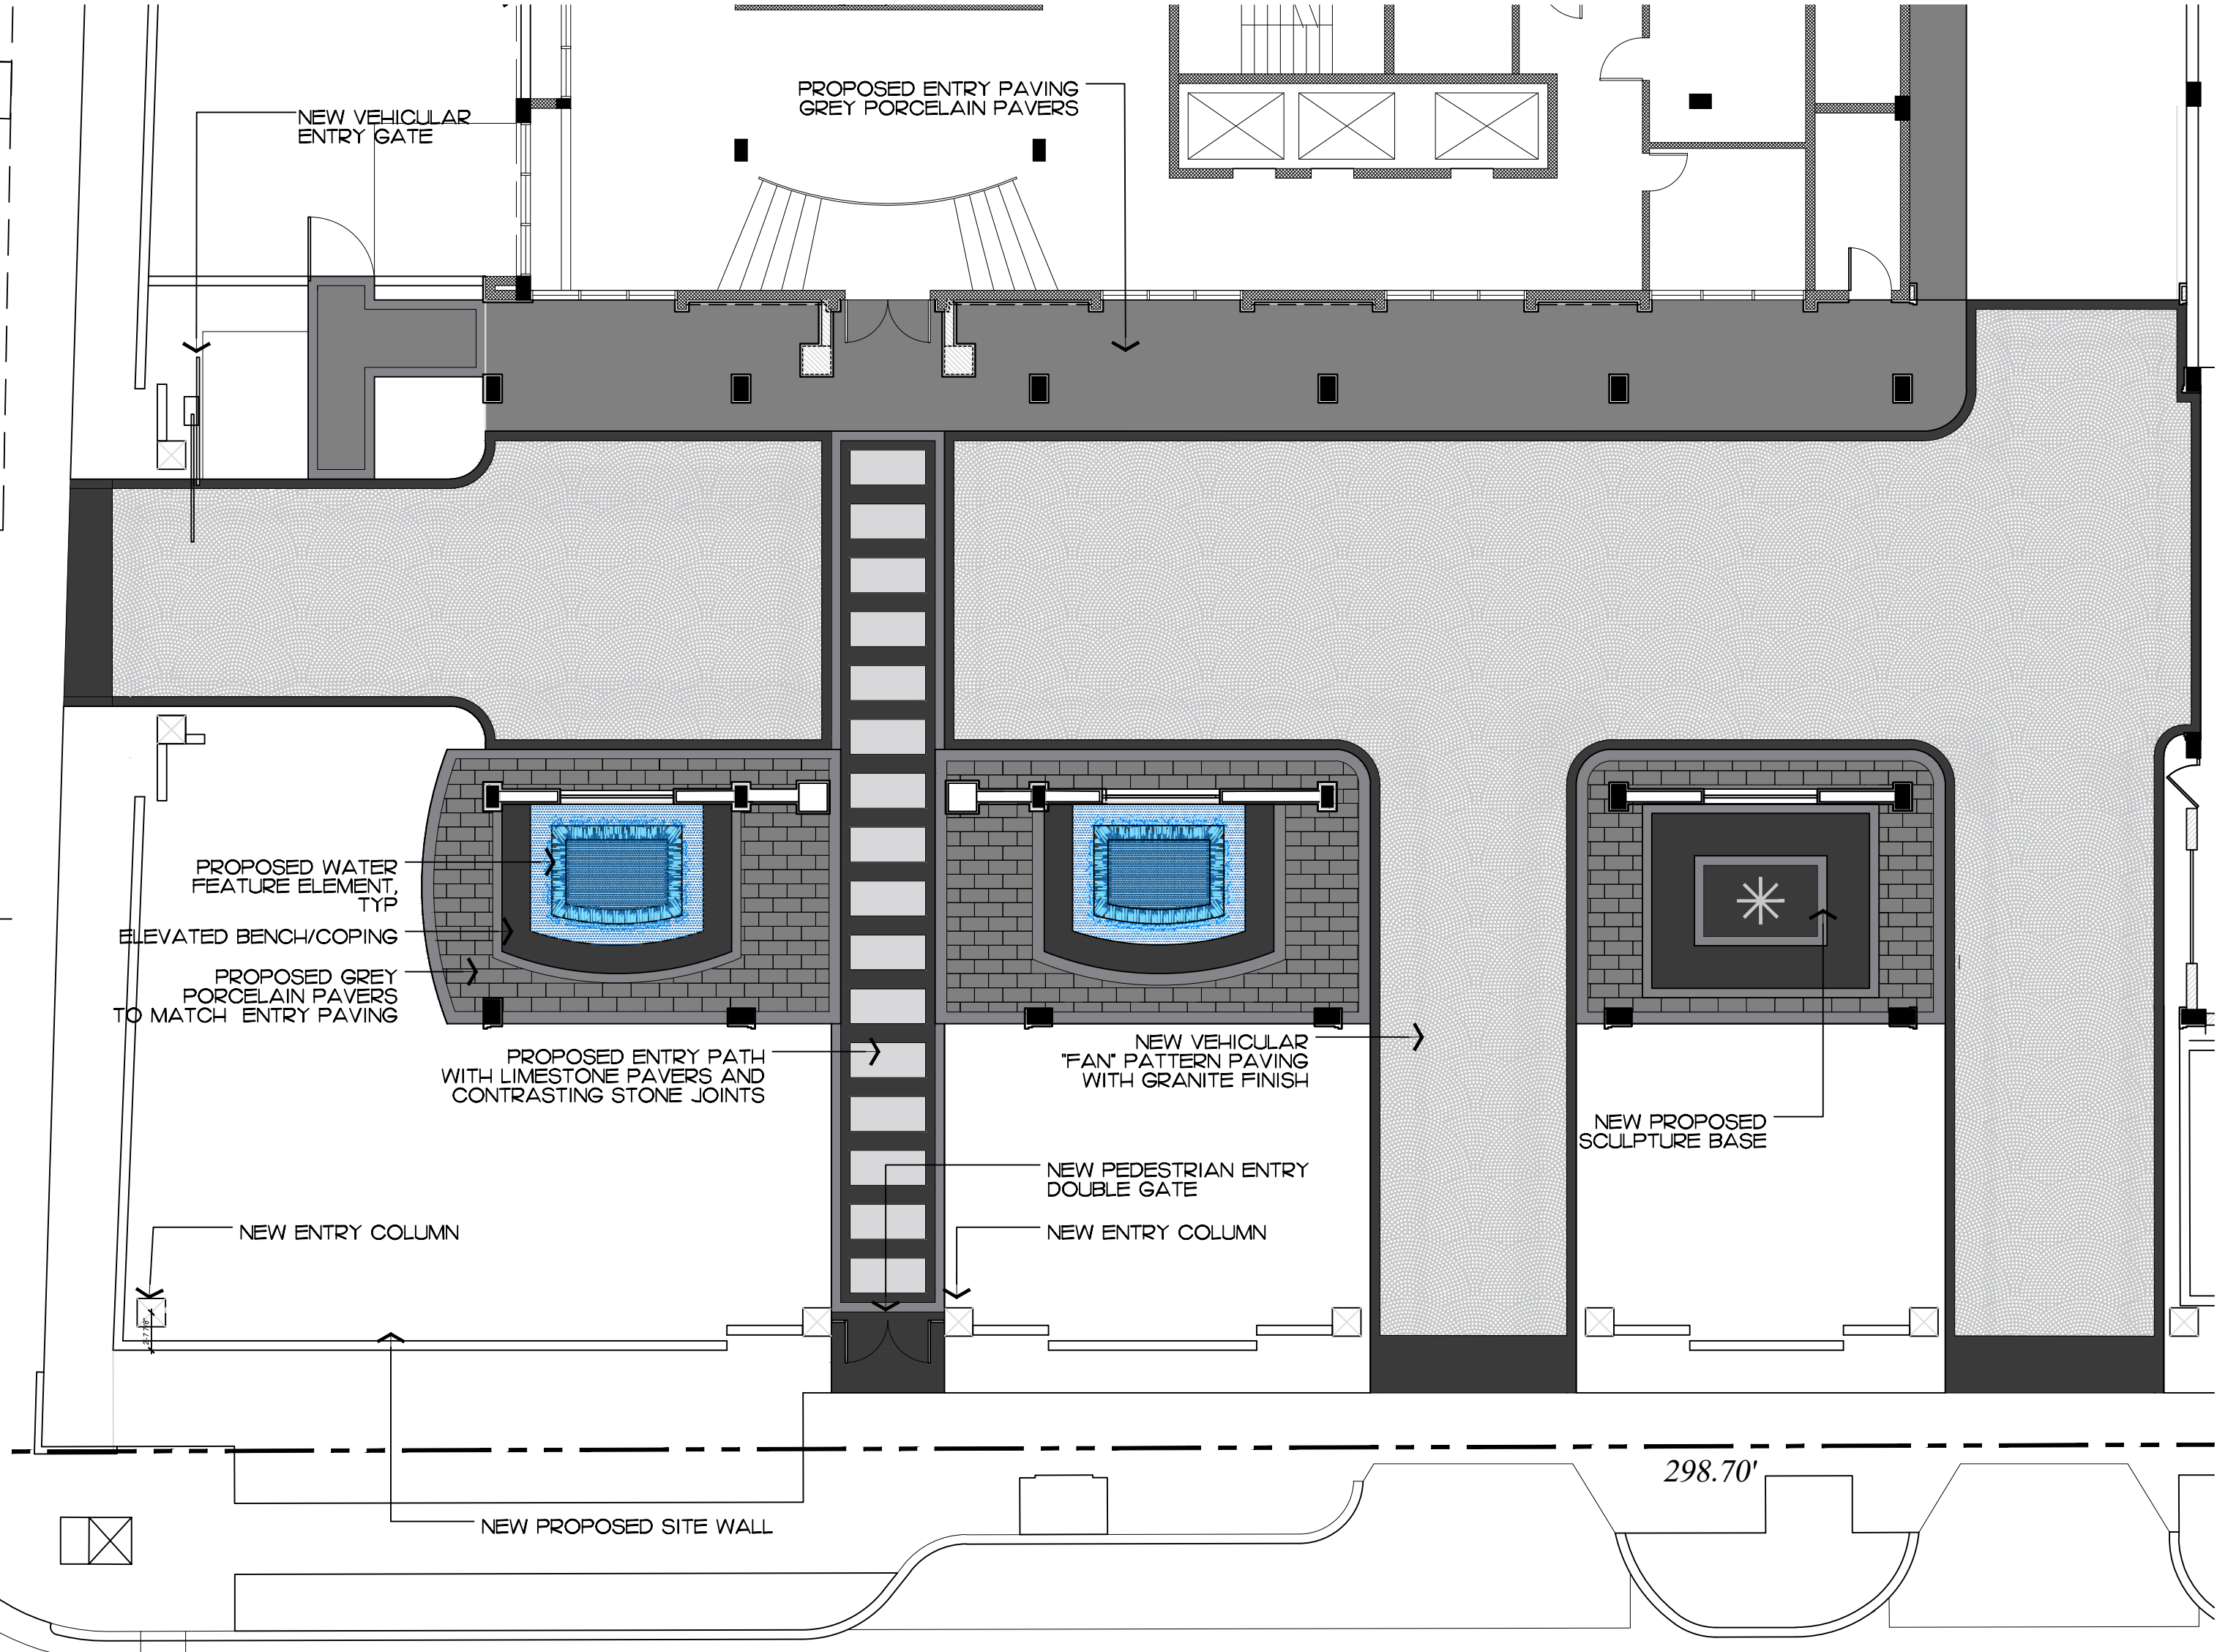 PROPOSED ENTRY PAVING
GREY PORCELAIN PAVERS
NEW VEHICULAR
ENTRY GATE
PROPOSED WATER
FEATURE ELEMENT,
TYP
ELEVATED BENCH/COPING
PROPOSED GREY
PORCELAIN PAVERS
TO MATCH ENTRY PAVING
PROPOSED ENTRY PATH
WITH LIMESTONE PAVERS AND
CONTRASTING STONE JOINTS
NEW VEHICULAR
"FAN" PATTERN PAVING
WITH GRANITE FINISH
NEW PROPOSED
SCULPTURE BASE
NEW PEDESTRIAN ENTRY
DOUBLE GATE
NEW ENTRY COLUMN
NEW ENTRY COLUMN
298.70'
NEW PROPOSED SITE WALL